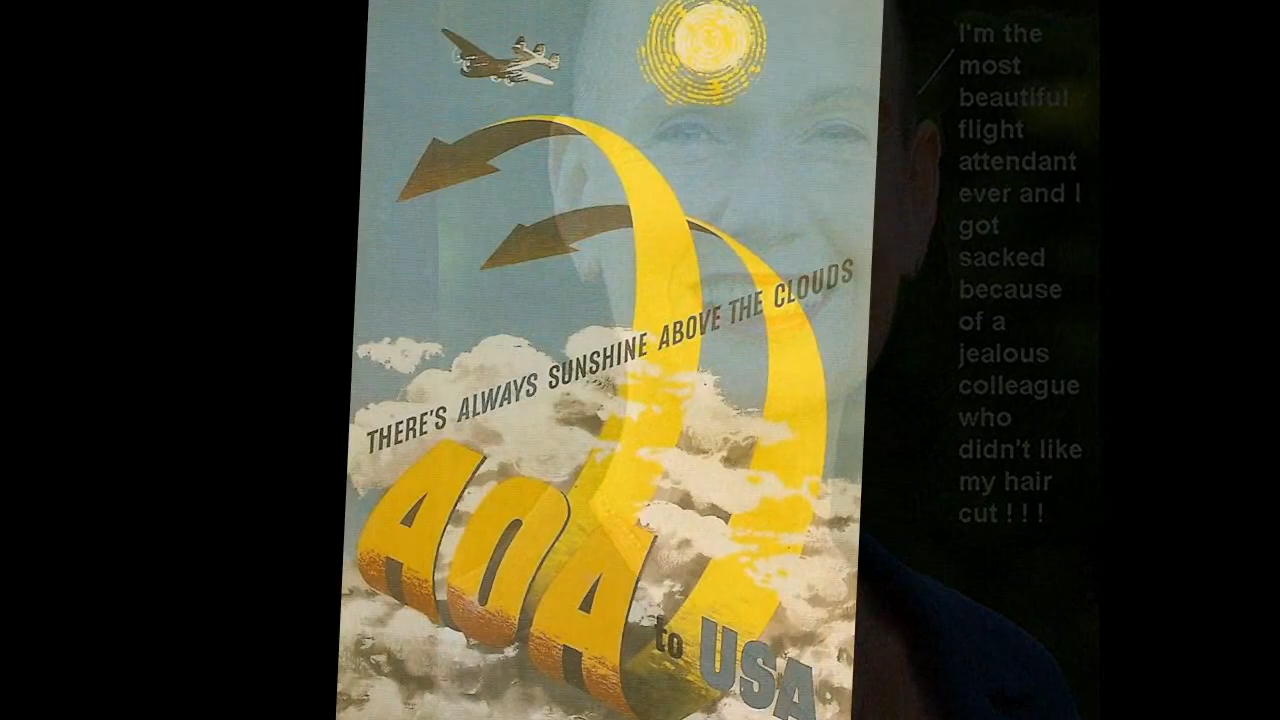 THERE'S ALWAYS SUNSHINE ABOVE THE CLOUDS
AOA
to USA
I'm the
most
beautiful
flight
attendant
ever and I
got
sacked
because
of a
jealous
colleague
who
didn't like
my hair
cut ! ! !